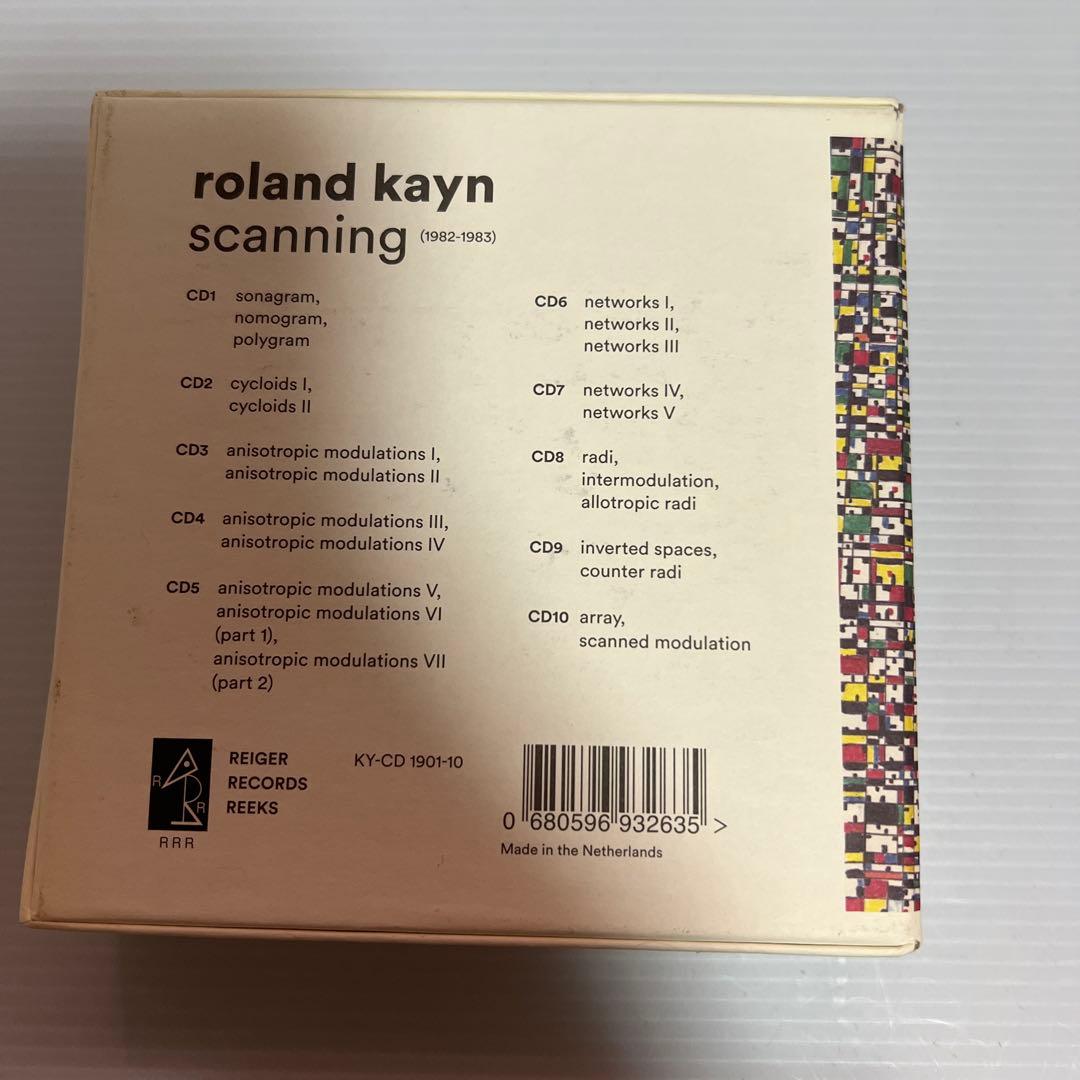 roland kayn
scanning (1982-1983)
CD1 sonagram,
nomogram,
polygram
CD2 cycloids I,
cycloids II
CD3 anisotropic modulations I,
anisotropic modulations II
CD4 anisotropic modulations III,
anisotropic modulations IV
CD5 anisotropic modulations V,
anisotropic modulations VI
(part 1),
anisotropic modulations VII
(part 2)
CD6 networks I,
networks II,
networks III
CD7 networks IV,
networks V
CD8 radi,
intermodulation,
allotropic radi
CD9 inverted spaces,
counter radi
CD10 array,
scanned modulation
R R R
RRR
REIGER
RECORDS
REEKS
KY-CD 1901-10
0 680596 932635 >
Made in the Netherlands